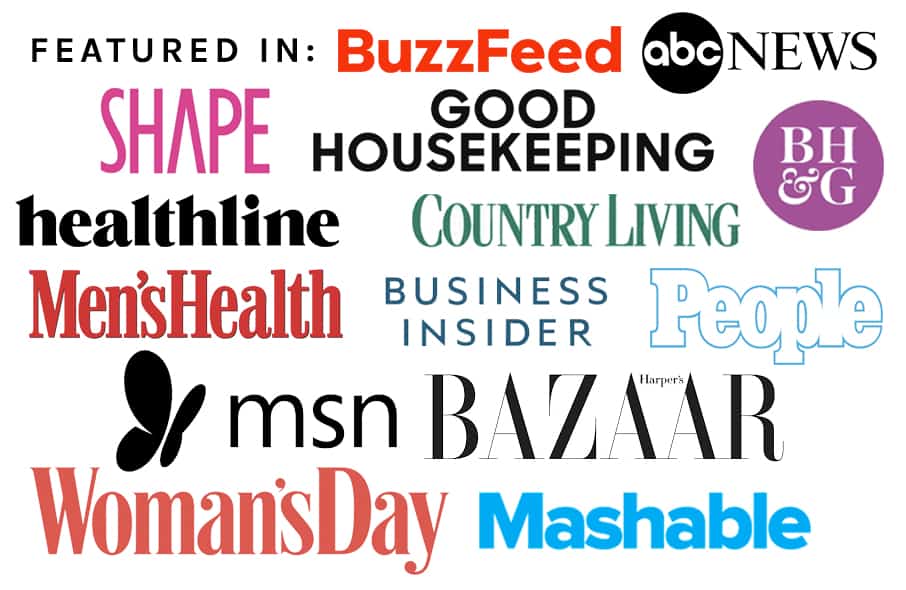 FEATURED IN: BuzzFeed abc NEWS
SHAPE
GOOD
HOUSEKEEPING
BH
&G
healthline
COUNTRY LIVING
Men'sHealth
BUSINESS
INSIDER
People
msn
Harper's
BAZAAR
Woman'sDay
Mashable